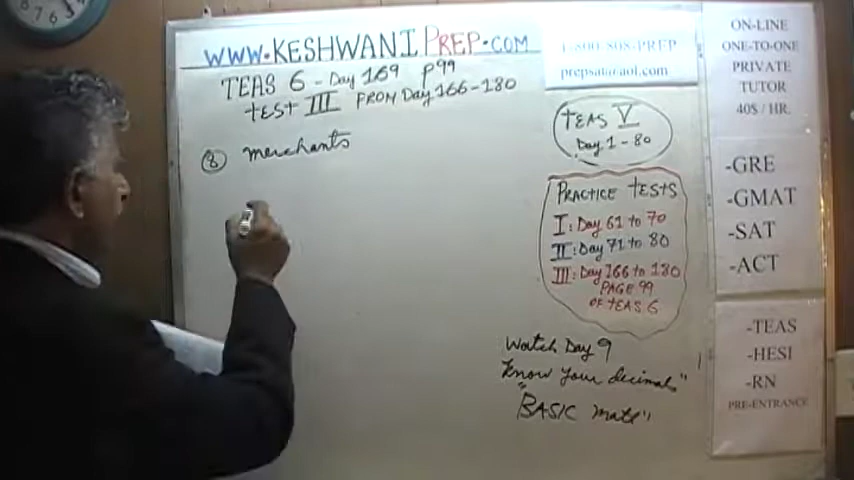 WWW.KESHWANIPREP.COM
TEAS 6 - Day 169 P99
TEST III FROM Day 166-180
8 merchants
1-800-808-PREP
prepsat@aol.com
TEAS V
Day 1-80
PRACTICE TESTS
I: Day 61 to 70
II: Day 71 to 80
III: Day 166 to 180
PAGE 99
OF TEAS 6
Watch Day 9
"Know Your decimals"
"BASIC math"
ON-LINE
ONE-TO-ONE
PRIVATE
TUTOR
40$ / HR.
-GRE
-GMAT
-SAT
-ACT
-TEAS
-HESI
-RN
PRE-ENTRANCE